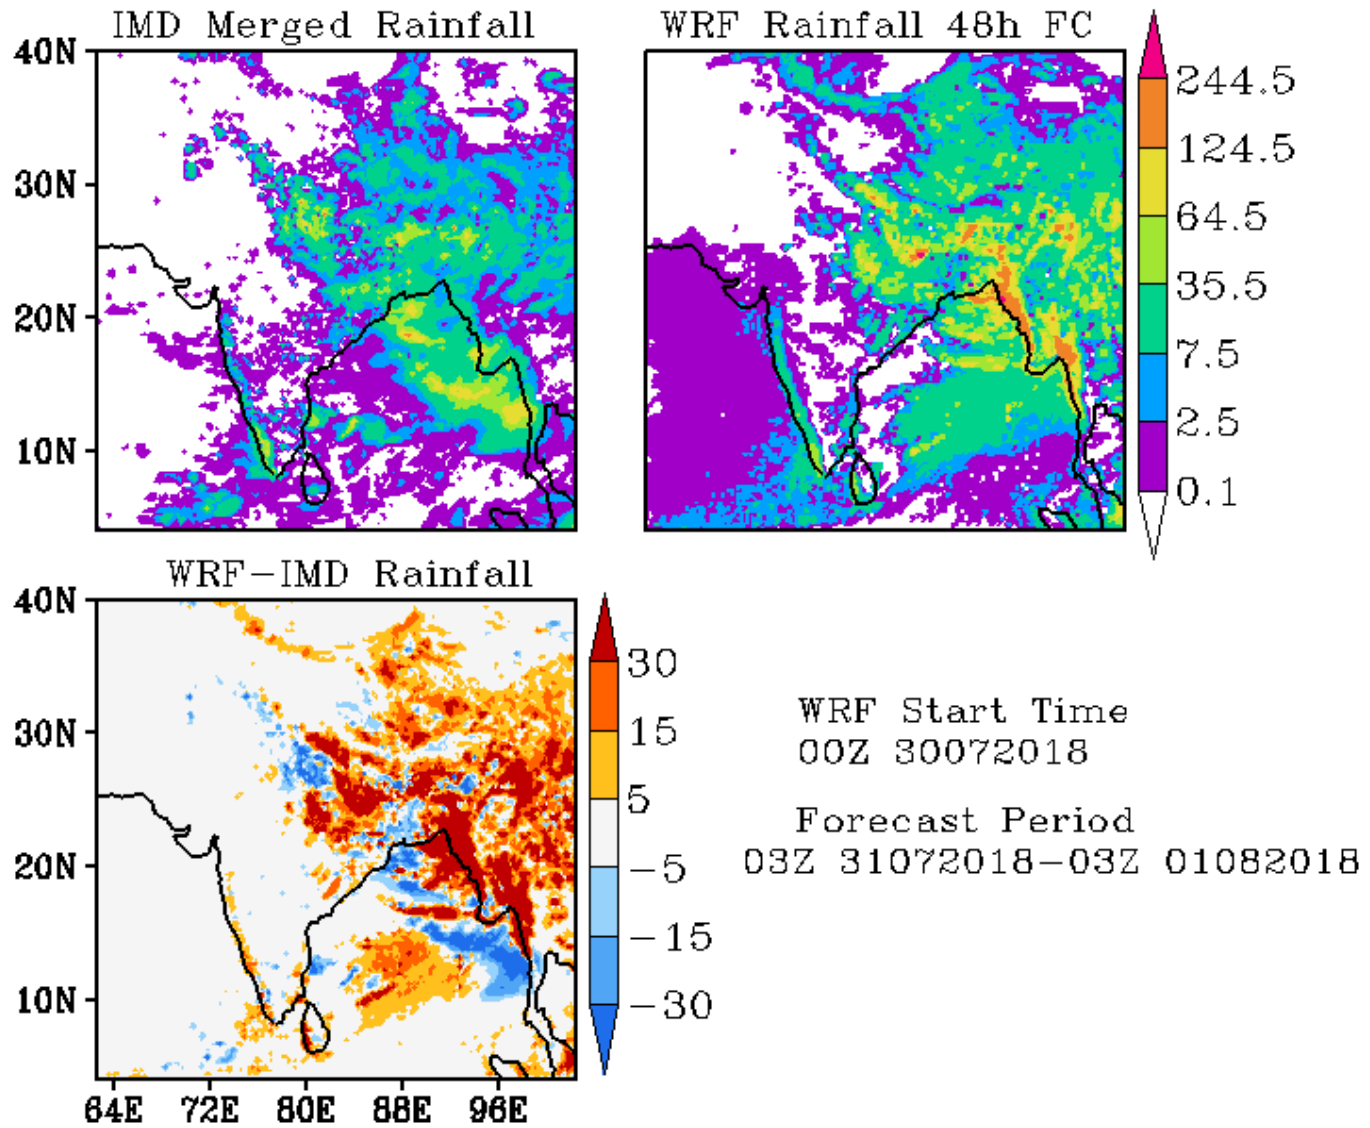 IMD Merged Rainfall
WRF Rainfall 48h FC
40N
30N
20N
10N
244.5
124.5
64.5
35.5
7.5
2.5
0.1
WRF-IMD Rainfall
40N
30N
20N
10N
64E 72E 80E 88E 96E
30
15
5
-5
-15
-30
WRF Start Time
00Z 30072018
Forecast Period
03Z 31072018-03Z 01082018